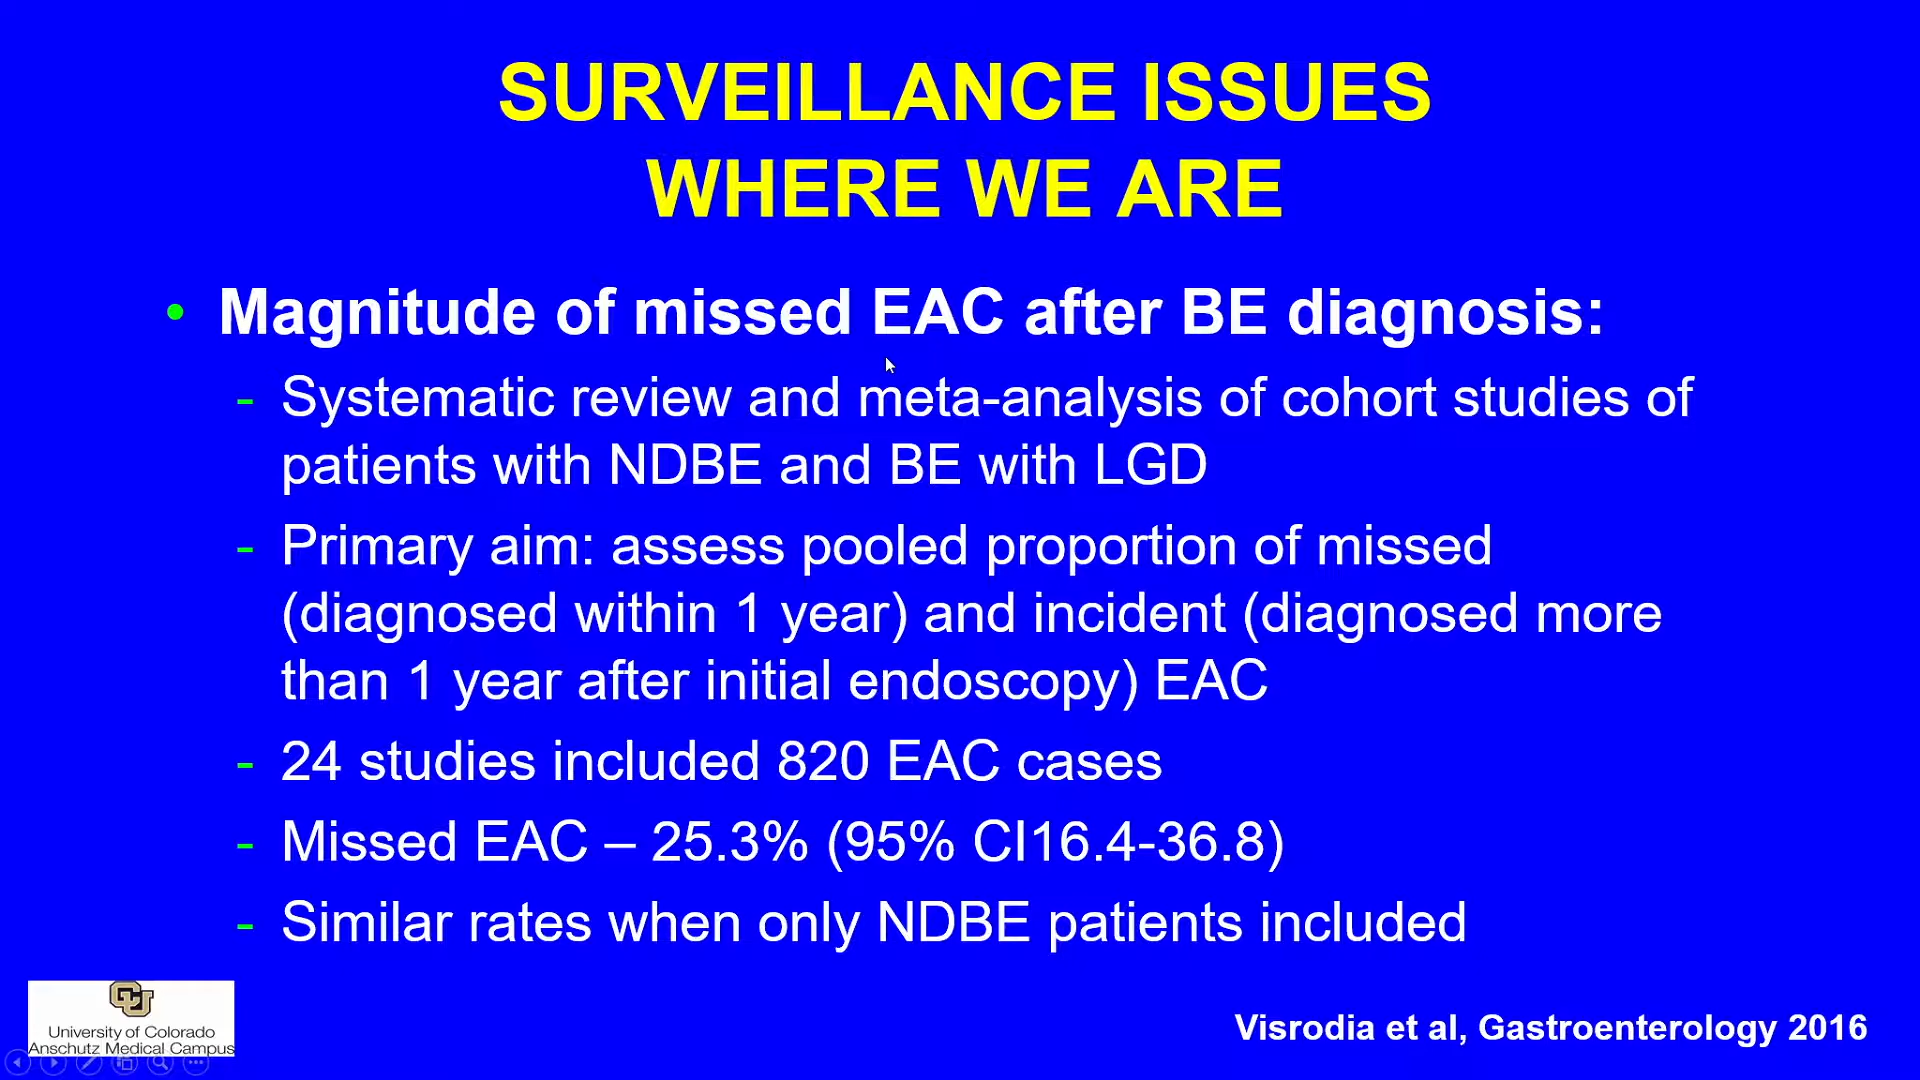 SURVEILLANCE ISSUES
WHERE WE ARE
• Magnitude of missed EAC after BE diagnosis:
- Systematic review and meta-analysis of cohort studies of
patients with NDBE and BE with LGD
- Primary aim: assess pooled proportion of missed
(diagnosed within 1 year) and incident (diagnosed more
than 1 year after initial endoscopy) EAC
- 24 studies included 820 EAC cases
- Missed EAC – 25.3% (95% CI16.4-36.8)
- Similar rates when only NDBE patients included
CU
University of Colorado
Anschutz Medical Campus
Visrodia et al, Gastroenterology 2016